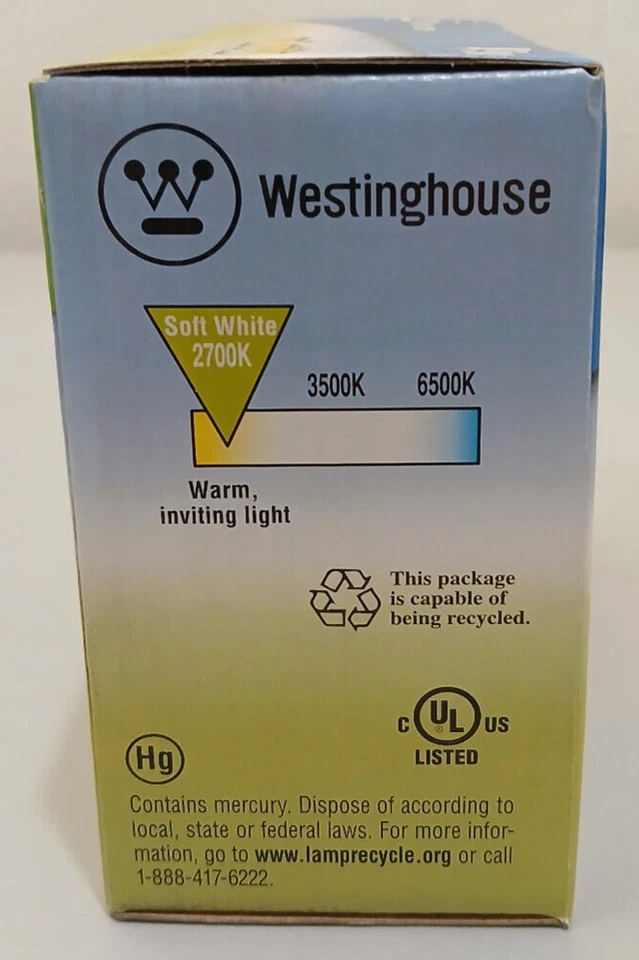 Westinghouse
Soft White
2700K
3500K 6500K
Warm,
inviting light
This package
is capable of
being recycled.
C UL® US
LISTED
Hg
Contains mercury. Dispose of according to
local, state or federal laws. For more infor-
mation, go to www.lamprecycle.org or call
1-888-417-6222.